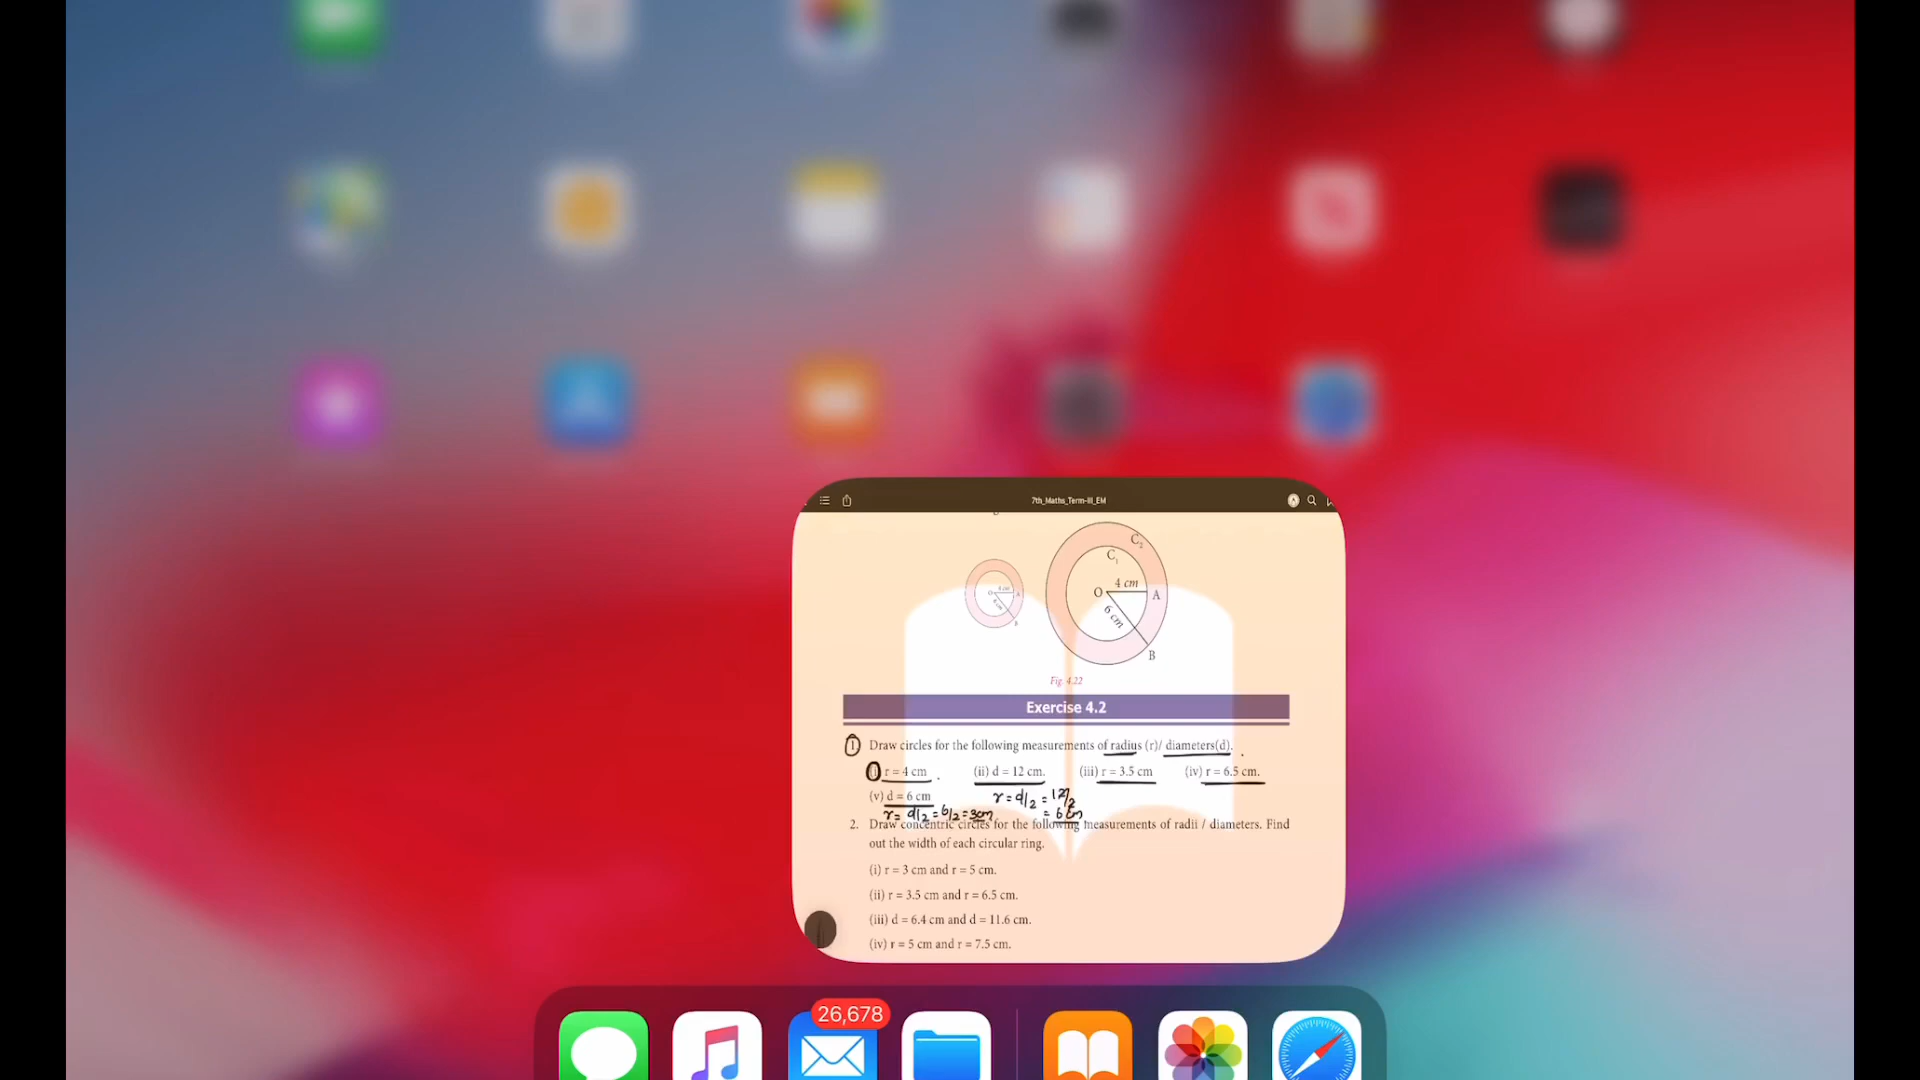 7th_Maths_Term-III_EM
C2
C1
4 cm
O
A
6 cm
B
Fig. 4.22
Exercise 4.2
1. Draw circles for the following measurements of radius (r)/ diameters(d).
(i) r = 4 cm (ii) d = 12 cm. (iii) r = 3.5 cm (iv) r = 6.5 cm.
(v) d = 6 cm r = d/2 = 12/2
r = d/2 = 6/2 = 3cm = 6 cm
2. Draw concentric circles for the following measurements of radii / diameters. Find
out the width of each circular ring.
(i) r = 3 cm and r = 5 cm.
(ii) r = 3.5 cm and r = 6.5 cm.
(iii) d = 6.4 cm and d = 11.6 cm.
(iv) r = 5 cm and r = 7.5 cm.
26,678